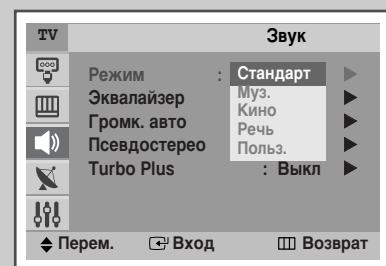 TV Звук
Режим : Стандарт
Муз.
Эквалайзер
Кино
Громк. авто
Речь
Псевдостерео
Польз.
Turbo Plus : Выкл
Перем. Вход Возврат